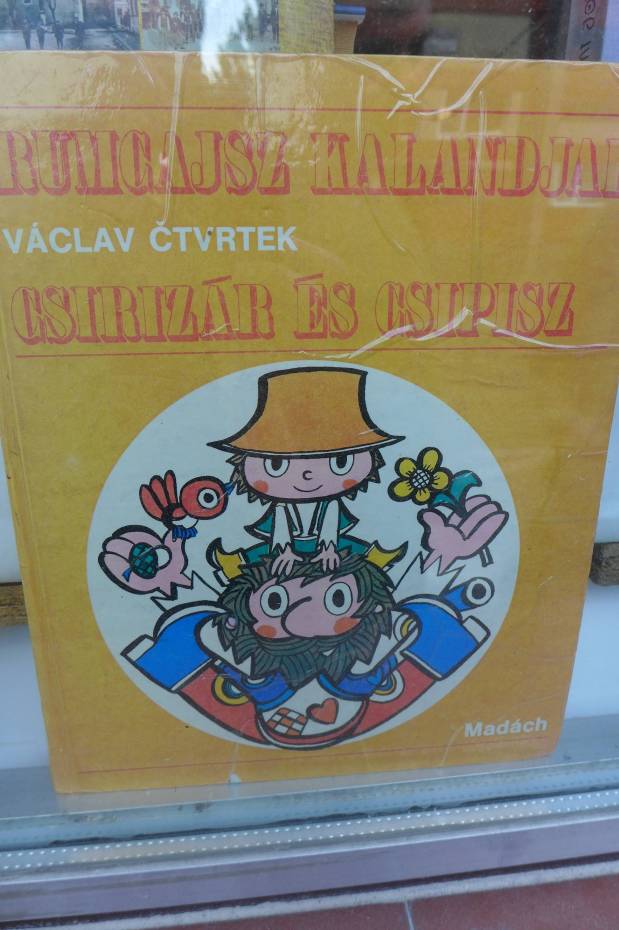 RUMCAJSZ KALANDJAI
VÁCLAV ČTVRTEK
CSIRIZÁR ÉS CSIPISZ
Madách